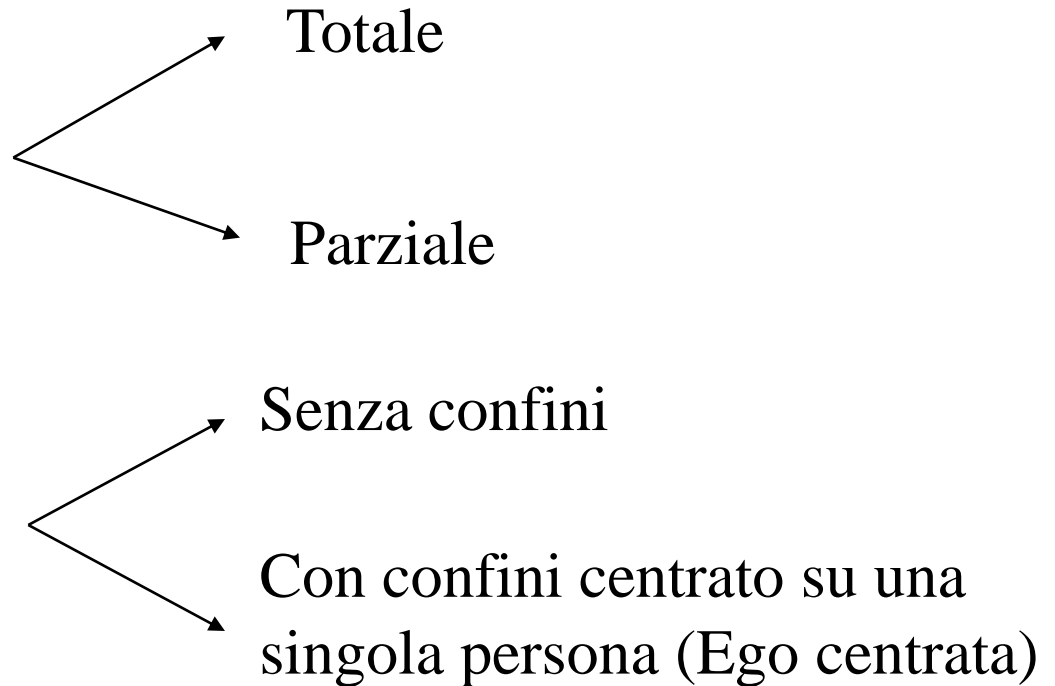 Totale
Parziale
Senza confini
Con confini centrato su una
singola persona (Ego centrata)